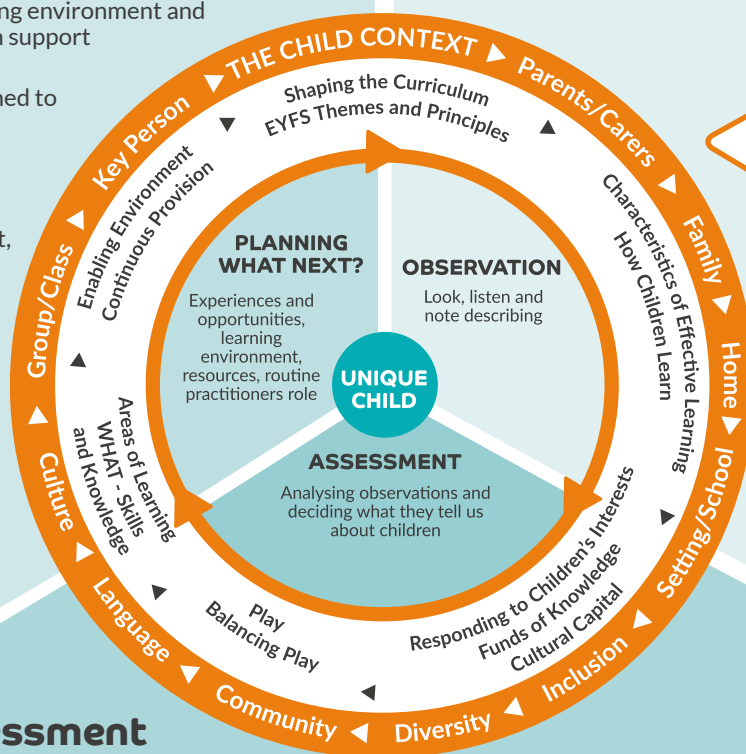 ng environment and
support
ned to
t,
THE CHILD CONTEXT
Parents/Carers
Family
Home
Setting/School
Inclusion
Diversity
Community
Language
Culture
Group/Class
Key Person
Shaping the Curriculum
EYFS Themes and Principles
Characteristics of Effective Learning
How Children Learn
Responding to Children's Interests
Funds of Knowledge
Cultural Capital
Play
Balancing Play
Areas of Learning
WHAT - Skills
and Knowledge
Enabling Environment
Continuous Provision
PLANNING
WHAT NEXT?
Experiences and
opportunities,
learning
environment,
resources, routine
practitioners role
OBSERVATION
Look, listen and
note describing
UNIQUE
CHILD
ASSESSMENT
Analysing observations and
deciding what they tell us
about children
essment